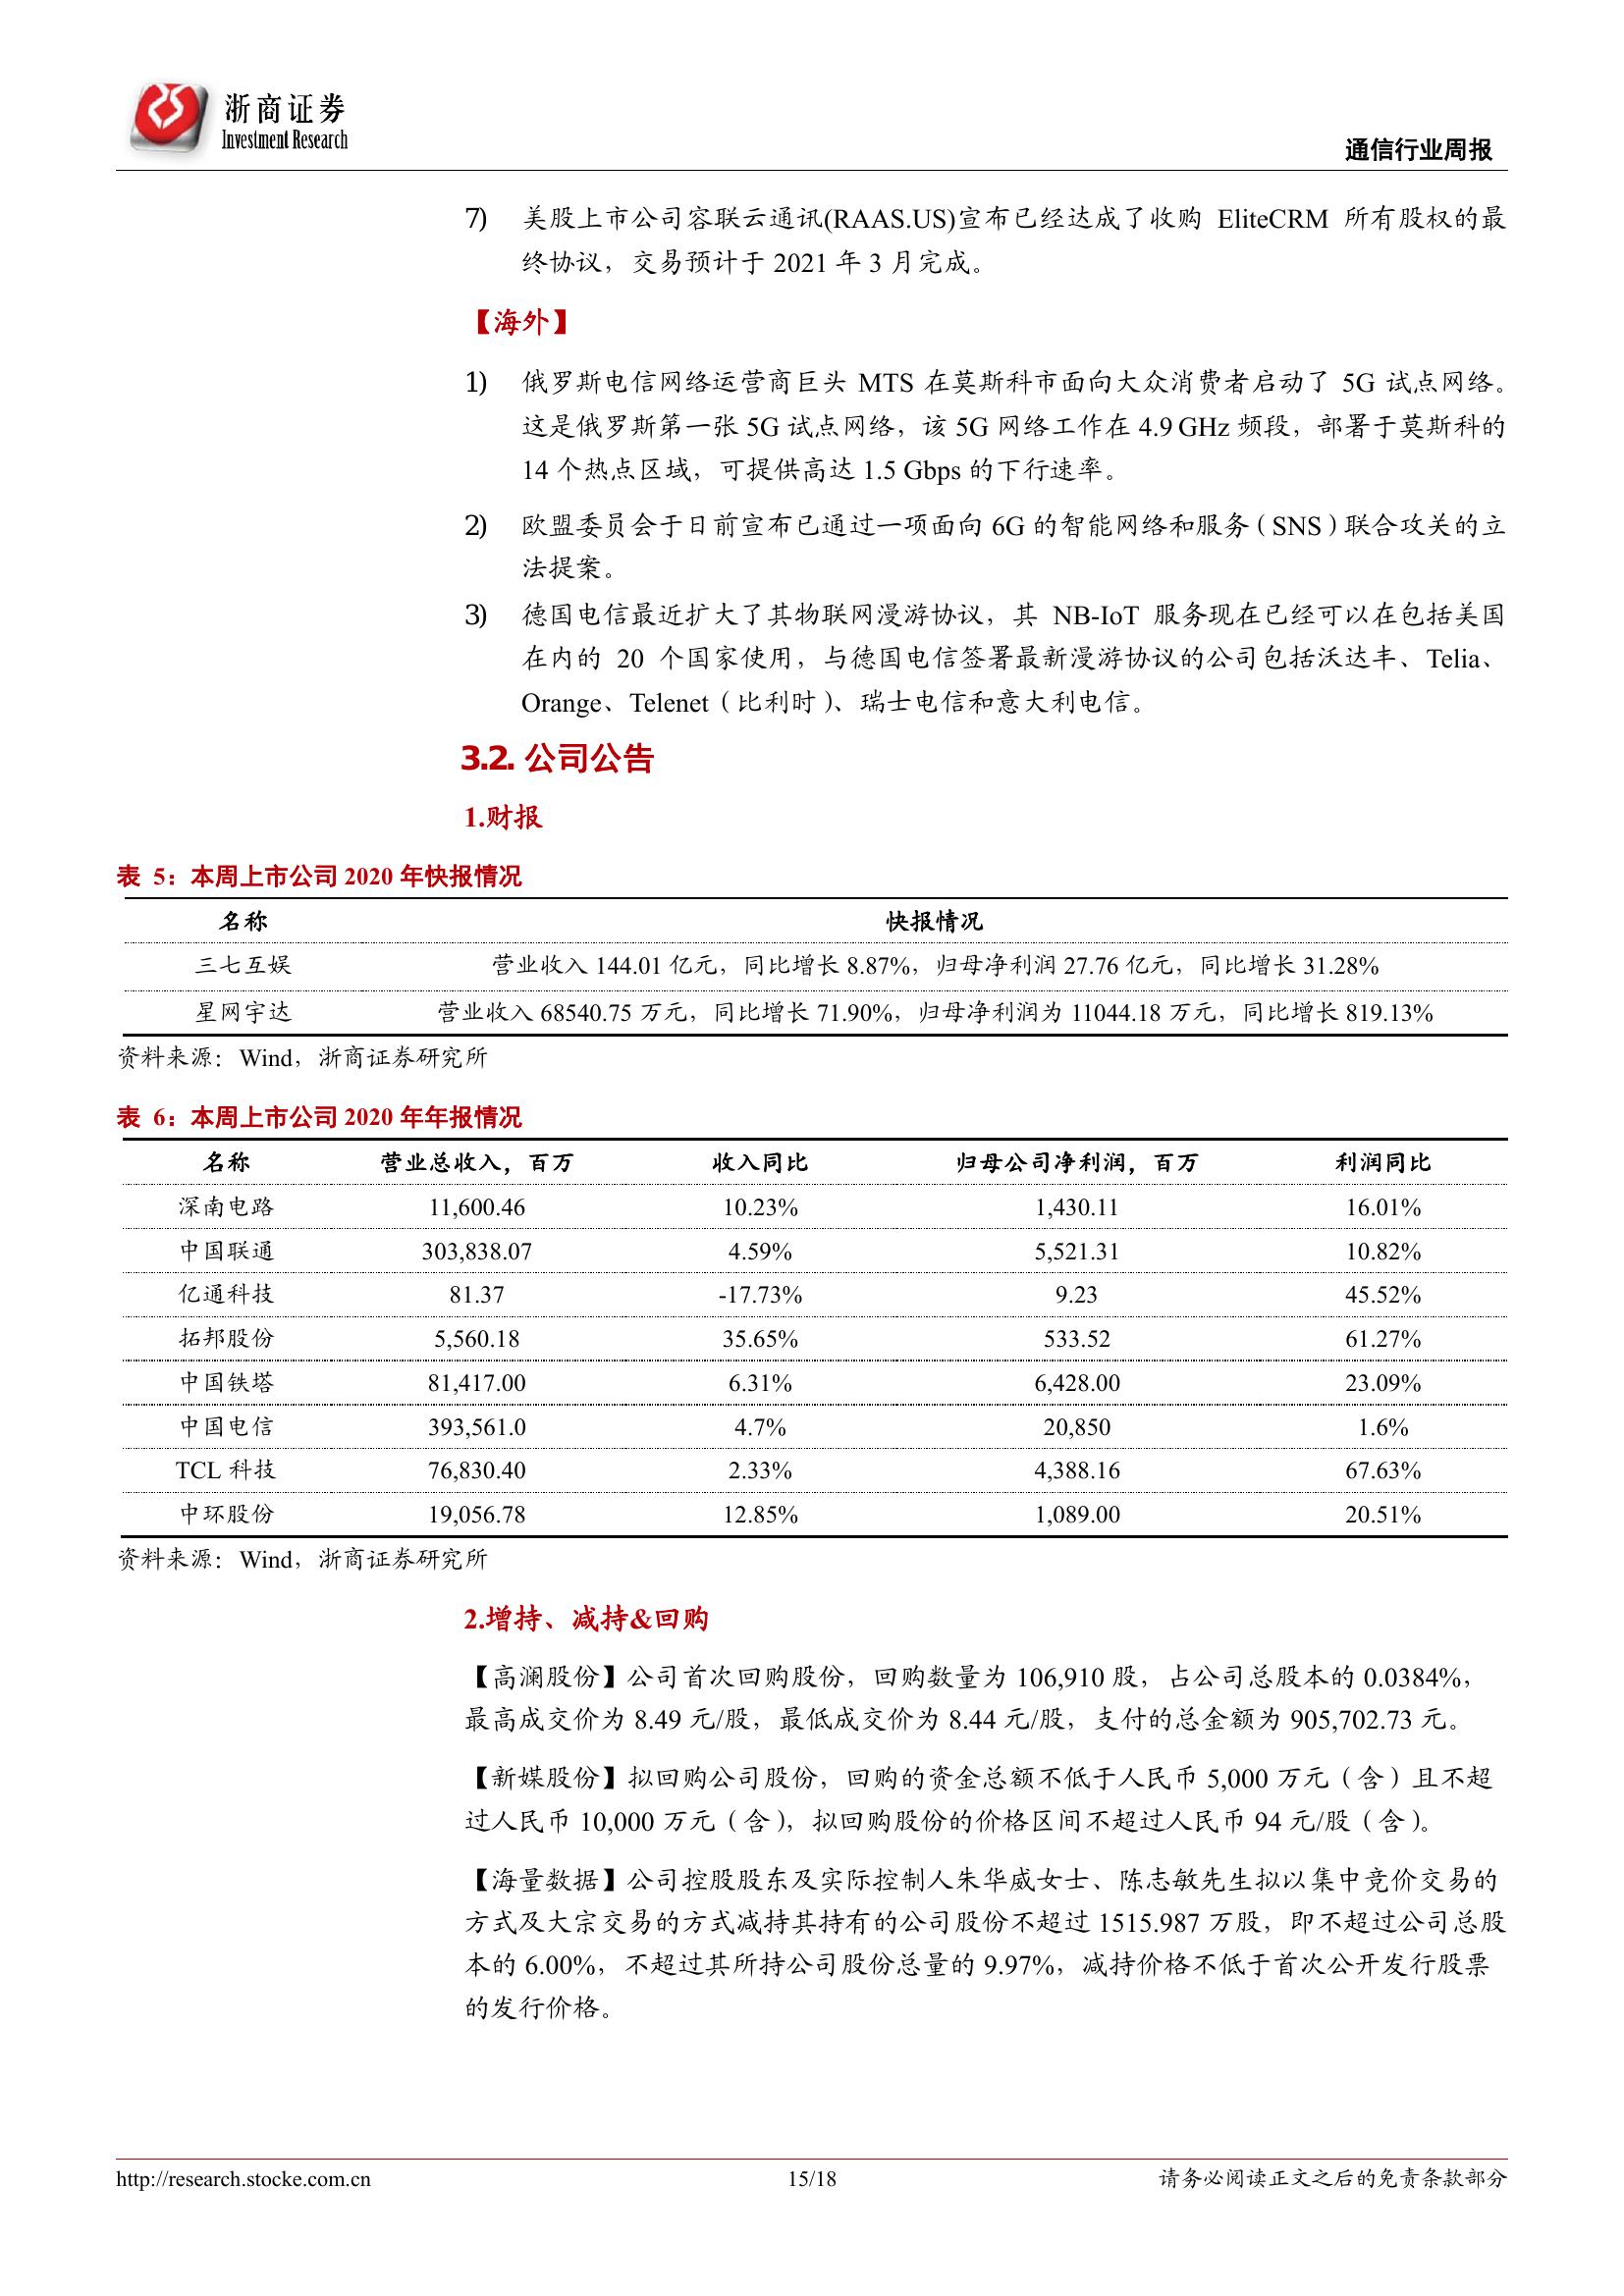 浙商证券
Investment Research
通信行业周报
7) 美股上市公司容联云通讯(RAAS.US)宣布已经达成了收购 EliteCRM 所有股权的最
终协议，交易预计于 2021 年 3 月完成。
【海外】
1) 俄罗斯电信网络运营商巨头 MTS 在莫斯科市面向大众消费者启动了 5G 试点网络。
这是俄罗斯第一张 5G 试点网络，该 5G 网络工作在 4.9 GHz 频段，部署于莫斯科的
14 个热点区域，可提供高达 1.5 Gbps 的下行速率。
2) 欧盟委员会于日前宣布已通过一项面向 6G 的智能网络和服务（SNS）联合攻关的立
法提案。
3) 德国电信最近扩大了其物联网漫游协议，其 NB-IoT 服务现在已经可以在包括美国
在内的 20 个国家使用，与德国电信签署最新漫游协议的公司包括沃达丰、Telia、
Orange、Telenet（比利时）、瑞士电信和意大利电信。
3.2. 公司公告
1.财报
表 5：本周上市公司 2020 年快报情况
名称 快报情况
三七互娱 营业收入 144.01 亿元，同比增长 8.87%，归母净利润 27.76 亿元，同比增长 31.28%
星网宇达 营业收入 68540.75 万元，同比增长 71.90%，归母净利润为 11044.18 万元，同比增长 819.13%
资料来源：Wind，浙商证券研究所
表 6：本周上市公司 2020 年年报情况
名称 营业总收入，百万 收入同比 归母公司净利润，百万 利润同比
深南电路 11,600.46 10.23% 1,430.11 16.01%
中国联通 303,838.07 4.59% 5,521.31 10.82%
亿通科技 81.37 -17.73% 9.23 45.52%
拓邦股份 5,560.18 35.65% 533.52 61.27%
中国铁塔 81,417.00 6.31% 6,428.00 23.09%
中国电信 393,561.0 4.7% 20,850 1.6%
TCL 科技 76,830.40 2.33% 4,388.16 67.63%
中环股份 19,056.78 12.85% 1,089.00 20.51%
资料来源：Wind，浙商证券研究所
2.增持、减持&回购
【高澜股份】公司首次回购股份，回购数量为 106,910 股，占公司总股本的 0.0384%，
最高成交价为 8.49 元/股，最低成交价为 8.44 元/股，支付的总金额为 905,702.73 元。
【新媒股份】拟回购公司股份，回购的资金总额不低于人民币 5,000 万元（含）且不超
过人民币 10,000 万元（含），拟回购股份的价格区间不超过人民币 94 元/股（含）。
【海量数据】公司控股股东及实际控制人朱华威女士、陈志敏先生拟以集中竞价交易的
方式及大宗交易的方式减持其持有的公司股份不超过 1515.987 万股，即不超过公司总股
本的 6.00%，不超过其所持公司股份总量的 9.97%，减持价格不低于首次公开发行股票
的发行价格。
http://research.stocke.com.cn 15/18 请务必阅读正文之后的免责条款部分